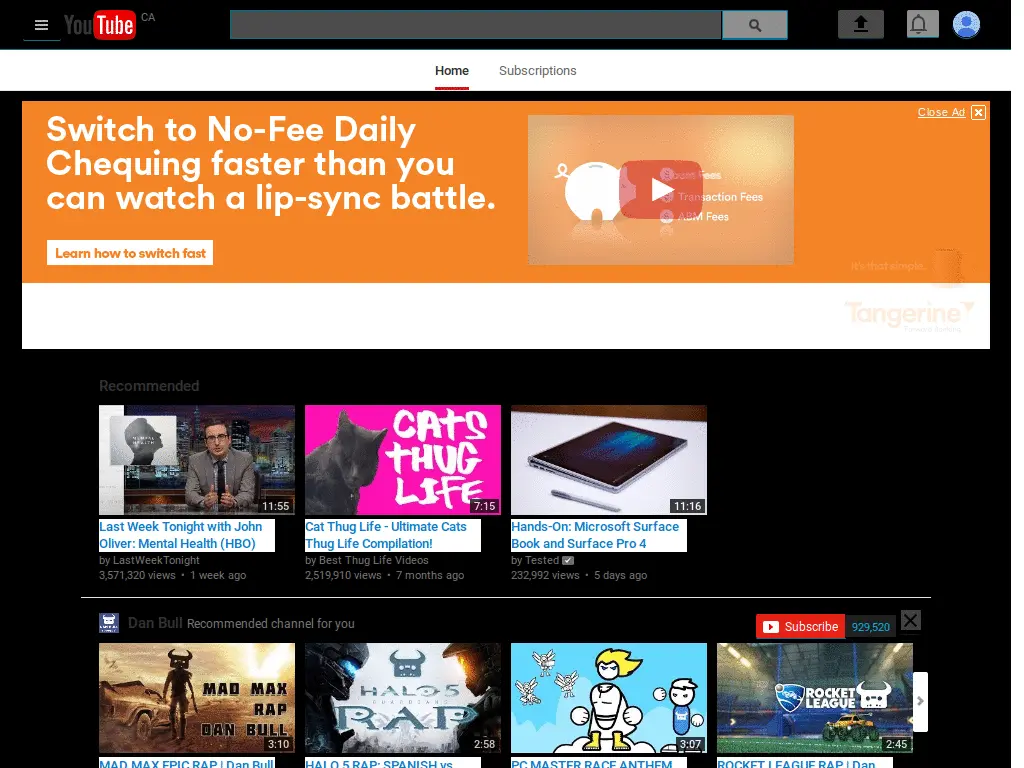 YouTube CA
Home Subscriptions
Close Ad
Switch to No-Fee Daily
Chequing faster than you
can watch a lip-sync battle.
Learn how to switch fast
Fees
Transaction Fees
ABM Fees
It's that simple.
Tangerine
Forward Banking
Recommended
MENTAL
HEALTH
11:55
CATS
THUG
LIFE
7:15
11:16
Last Week Tonight with John
Oliver: Mental Health (HBO)
by LastWeekTonight
3,571,320 views • 1 week ago
Cat Thug Life - Ultimate Cats
Thug Life Compilation!
by Best Thug Life Videos
2,519,910 views • 7 months ago
Hands-On: Microsoft Surface
Book and Surface Pro 4
by Tested
232,992 views • 5 days ago
Dan Bull Recommended channel for you
Subscribe 929,520
MAD MAX
RAP
DAN BULL
3:10
HALO 5
GUARDIANS
RAP
2:58
3:07
ROCKET
LEAGUE
2:45
MAD MAX EPIC RAP | Dan Bull
HALO 5 RAP: SPANISH vs
PC MASTER RACE ANTHEM
ROCKET LEAGUE RAP | Dan